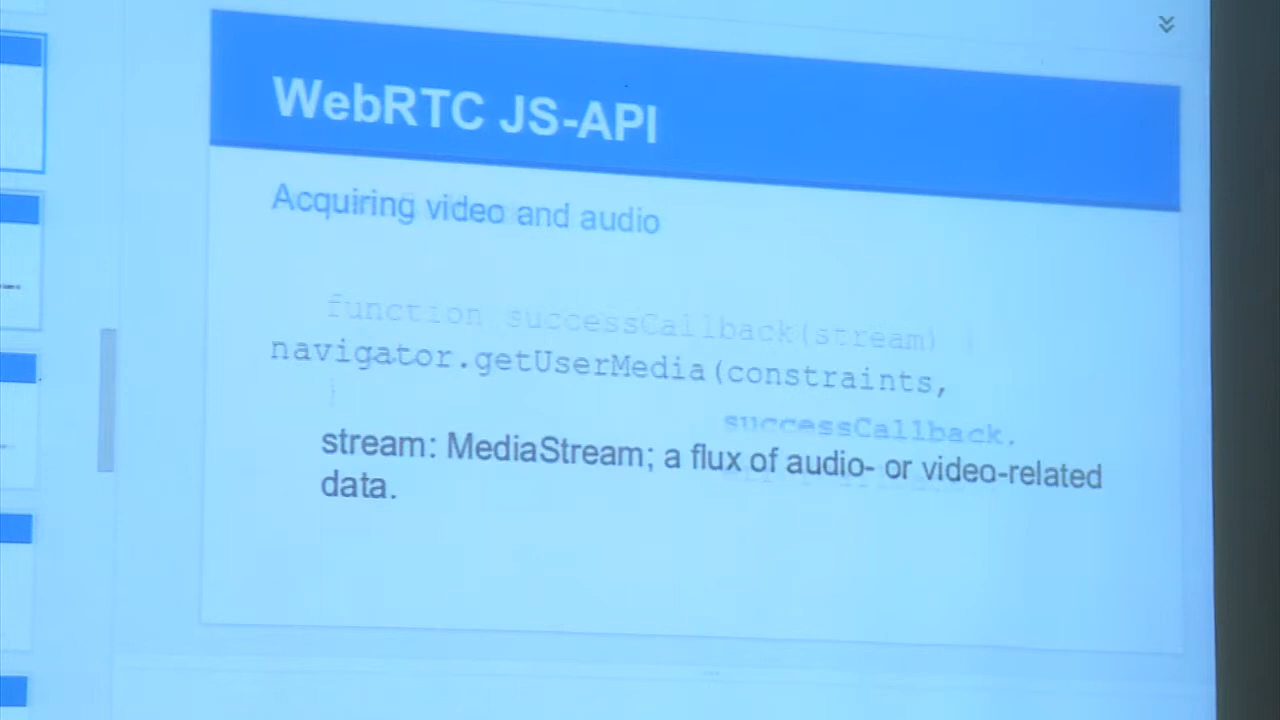 WebRTC JS-API
Acquiring video and audio
function successCallback(stream) {
navigator.getUserMedia(constraints,
}
successCallback.
stream: MediaStream; a flux of audio- or video-related
data.